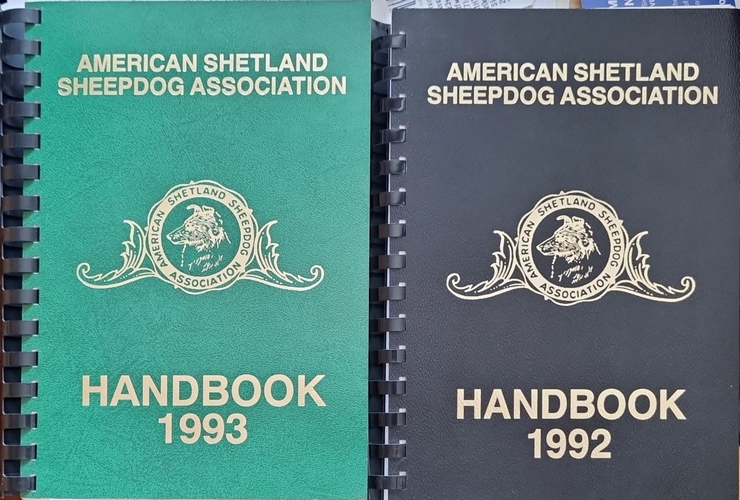 AMERICAN SHETLAND
SHEEPDOG ASSOCIATION
AMERICAN SHETLAND SHEEPDOG
ASSOCIATION
HANDBOOK
1993
AMERICAN SHETLAND
SHEEPDOG ASSOCIATION
AMERICAN SHETLAND SHEEPDOG
ASSOCIATION
HANDBOOK
1992